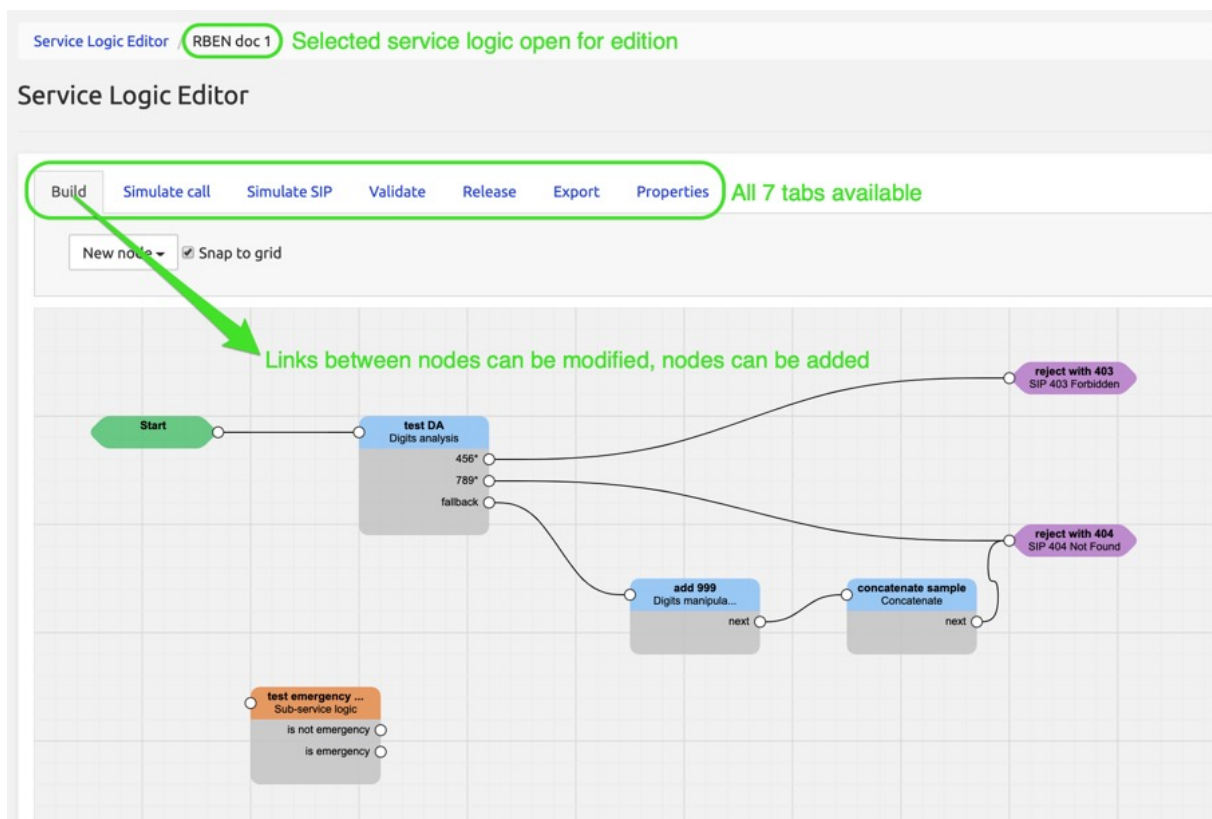 Service Logic Editor / RBEN doc 1 Selected service logic open for edition
Service Logic Editor
Build Simulate call Simulate SIP Validate Release Export Properties All 7 tabs available
New node Snap to grid
Links between nodes can be modified, nodes can be added
reject with 403
SIP 403 Forbidden
Start
test DA
Digits analysis
456*
789*
fallback
reject with 404
SIP 404 Not Found
add 999
Digits manipula...
next
concatenate sample
Concatenate
next
test emergency ...
Sub-service logic
is not emergency
is emergency